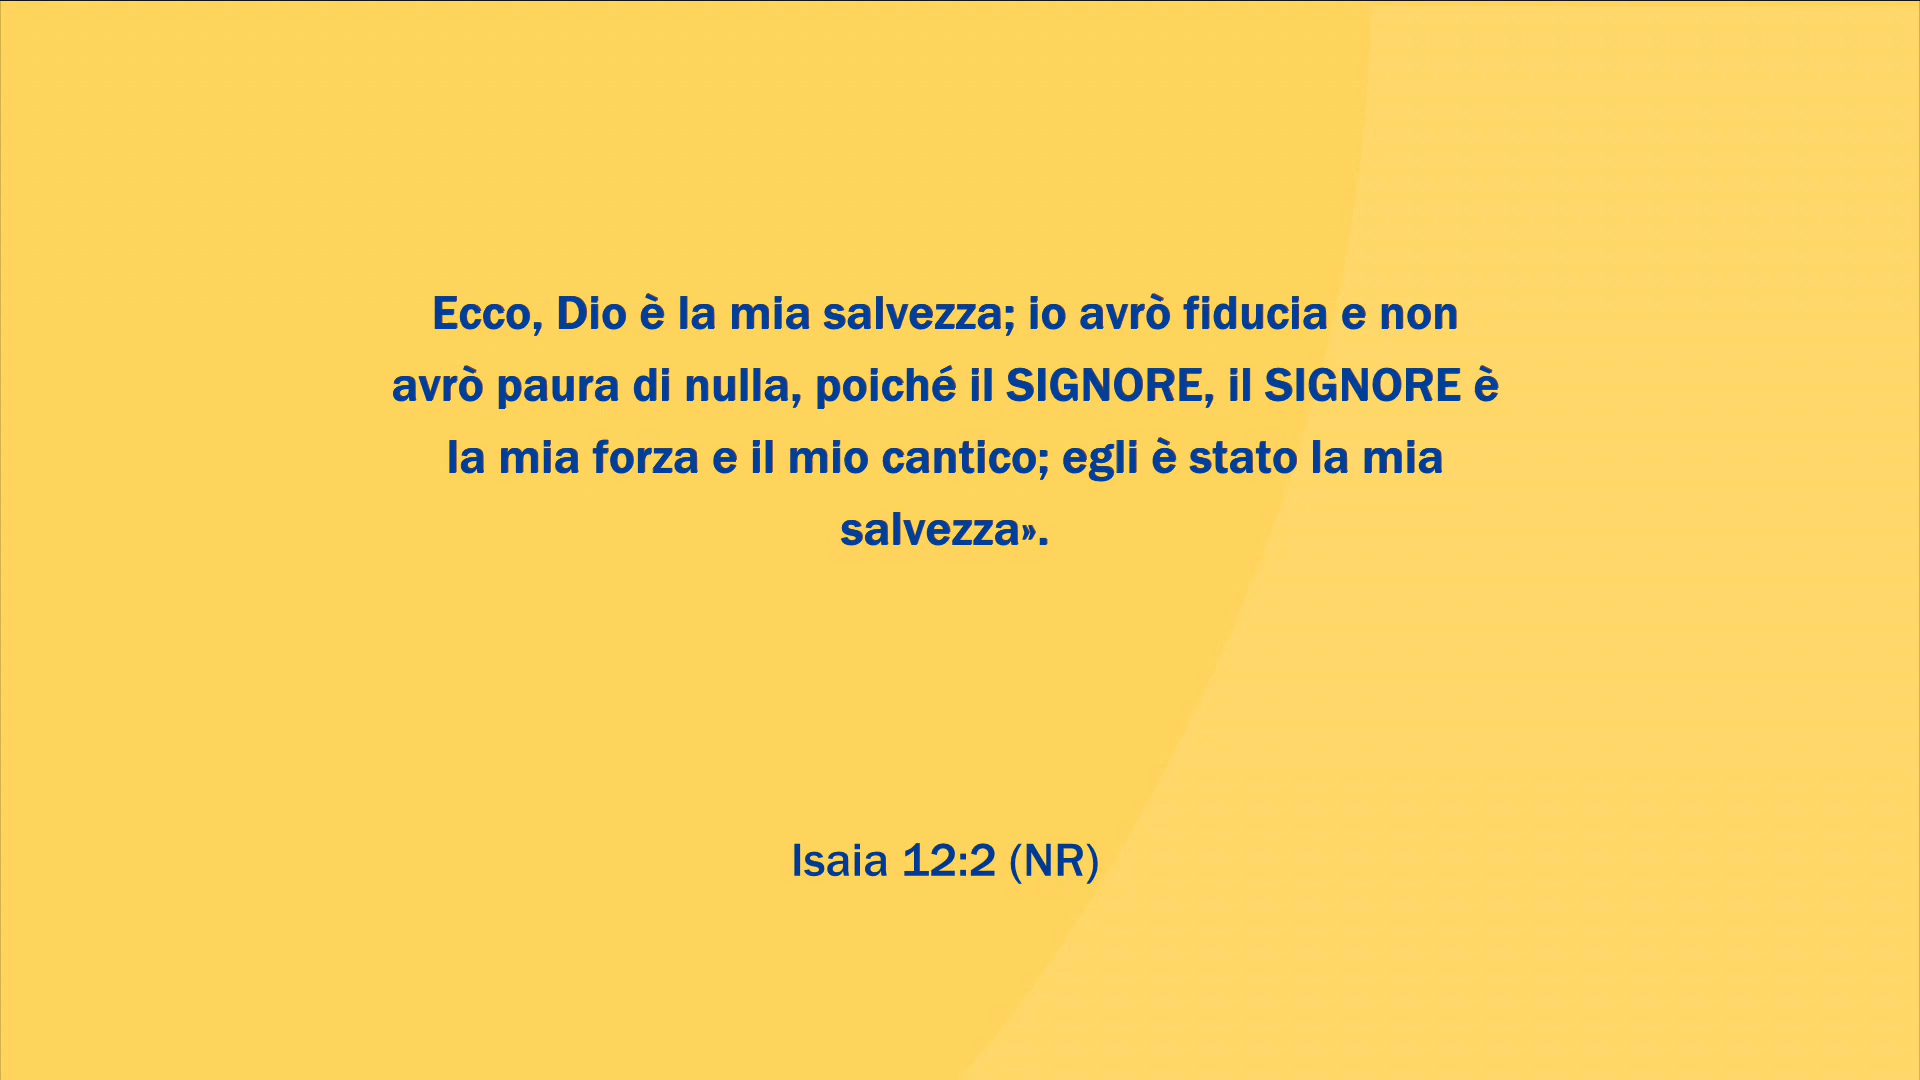 Ecco, Dio è la mia salvezza; io avrò fiducia e non
avrò paura di nulla, poiché il SIGNORE, il SIGNORE è
la mia forza e il mio cantico; egli è stato la mia
salvezza».
Isaia 12:2 (NR)